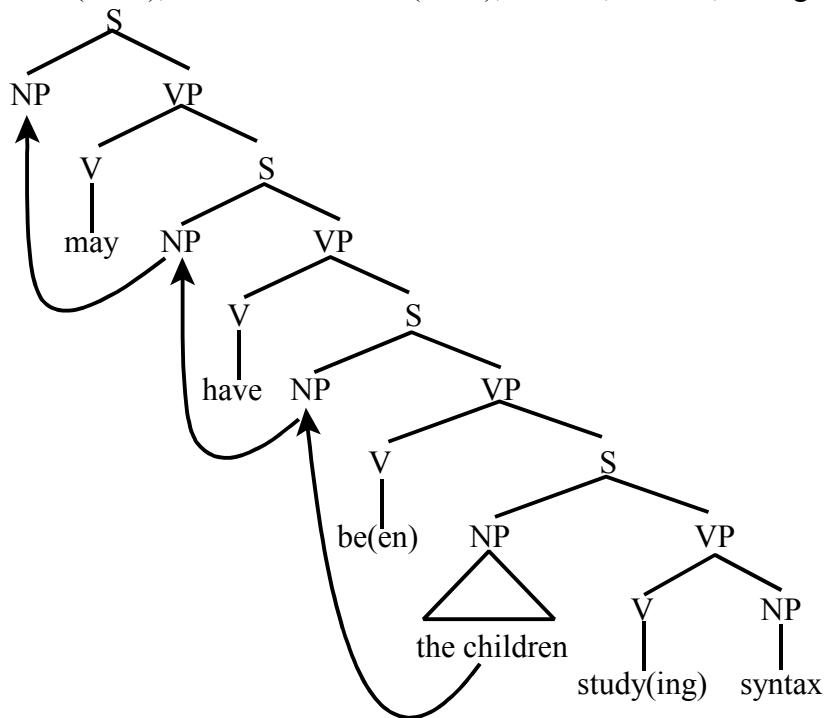 S
NP VP
V S
may NP VP
V S
have NP VP
V S
be(en) NP VP
V NP
the children
study(ing) syntax